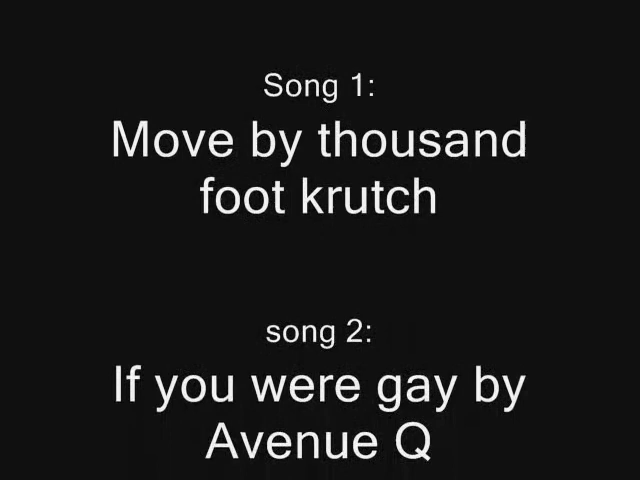 Song 1:
Move by thousand
foot krutch
song 2:
If you were gay by
Avenue Q